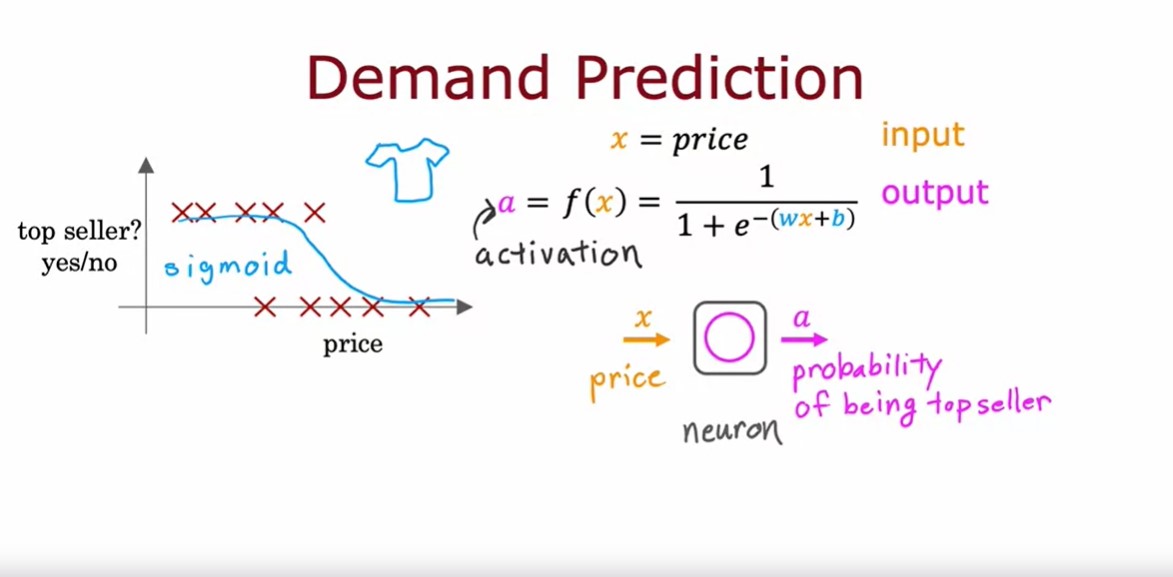 Demand Prediction
x = price
input
a = f(x) = 1 / 1 + e^−(wx+b)
output
activation
top seller?
yes/no
sigmoid
price
x
price
a
probability
of being top seller
neuron